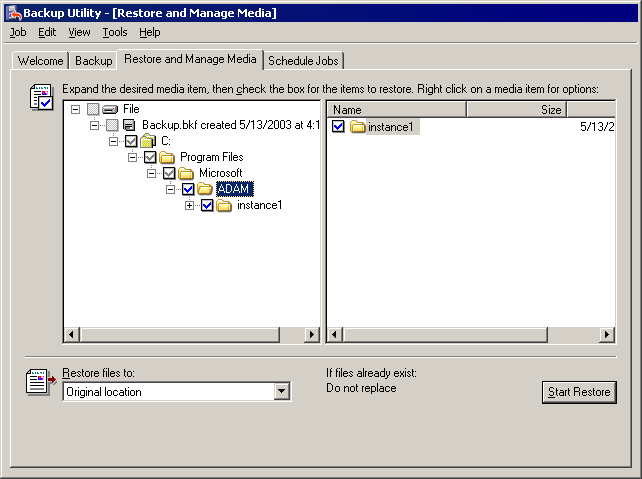 Backup Utility - [Restore and Manage Media]
Job Edit View Tools Help
Welcome Backup Restore and Manage Media Schedule Jobs
Expand the desired media item, then check the box for the items to restore. Right click on a media item for options:
File
Backup.bkf created 5/13/2003 at 4:1
C:
Program Files
Microsoft
ADAM
instance1
Name Size
instance1 5/13/2
Restore files to:
Original location
If files already exist:
Do not replace
Start Restore